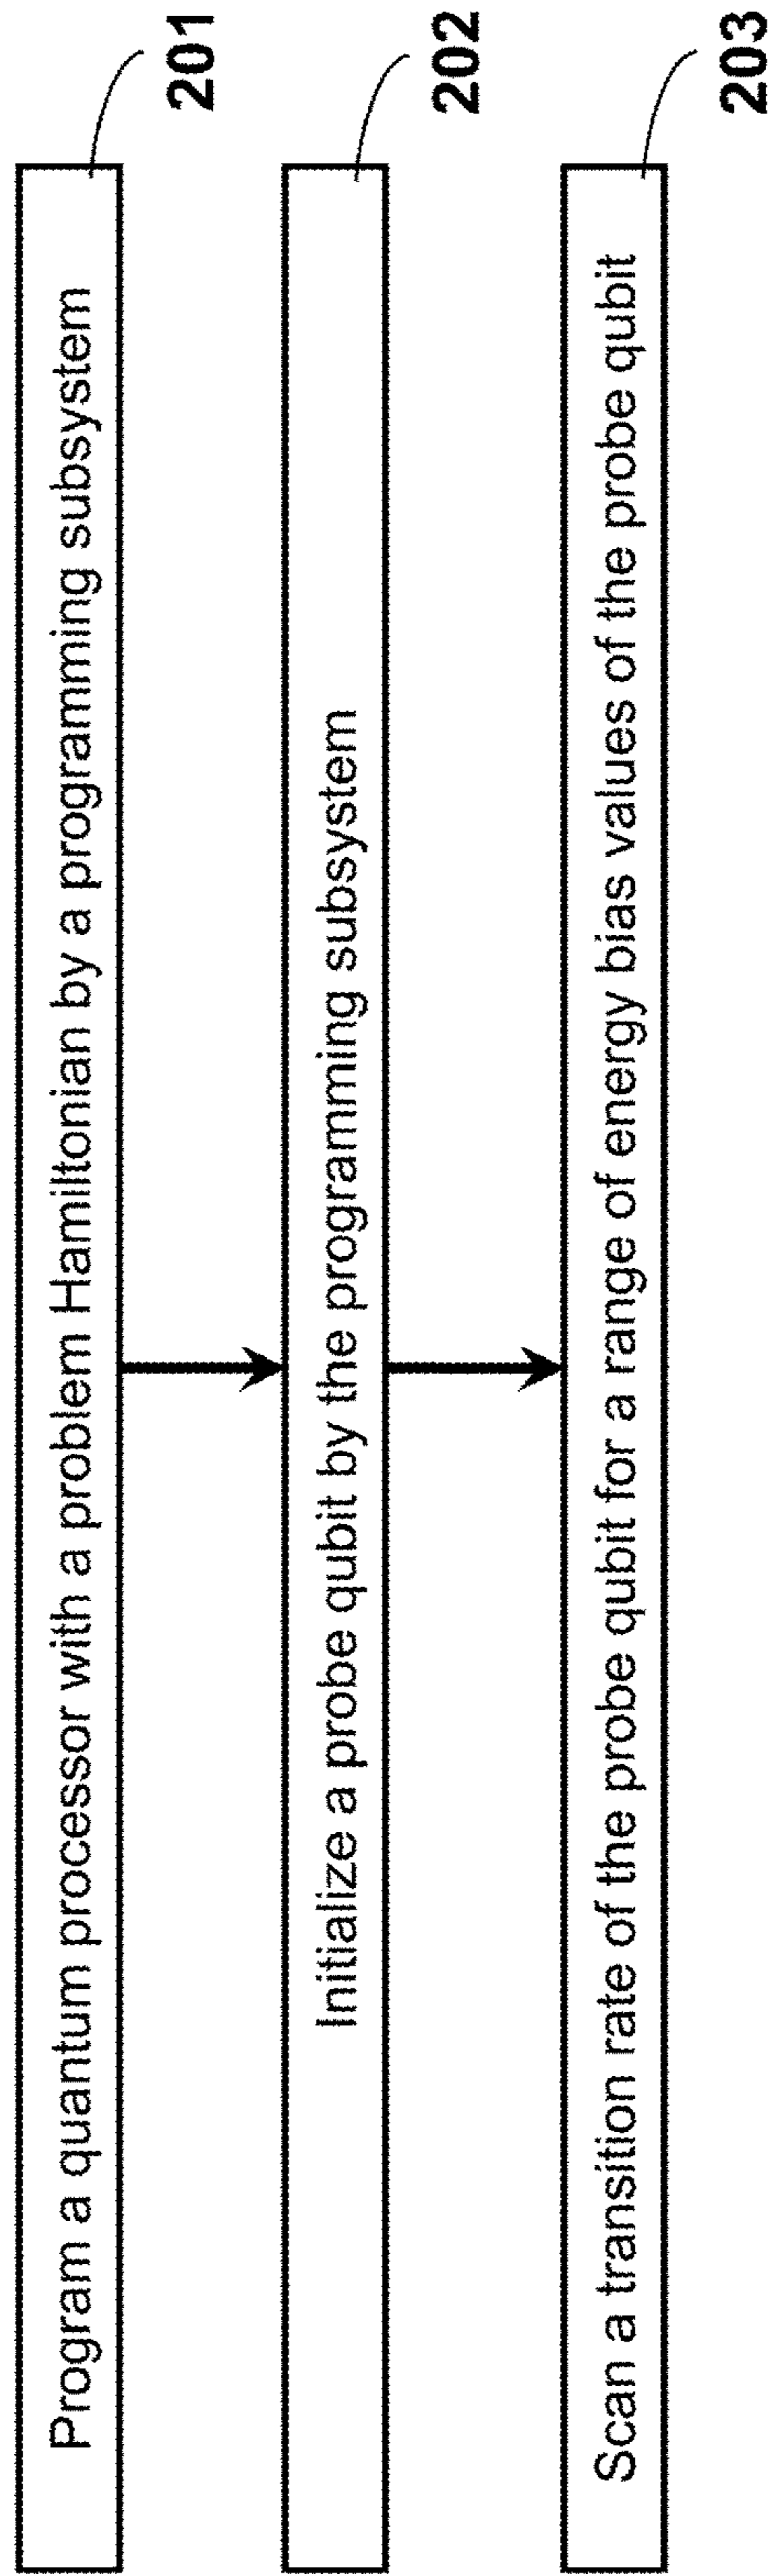 Program a quantum processor with a problem Hamiltonian by a programming subsystem
201
Initialize a probe qubit by the programming subsystem
202
Scan a transition rate of the probe qubit for a range of energy bias values of the probe qubit
203